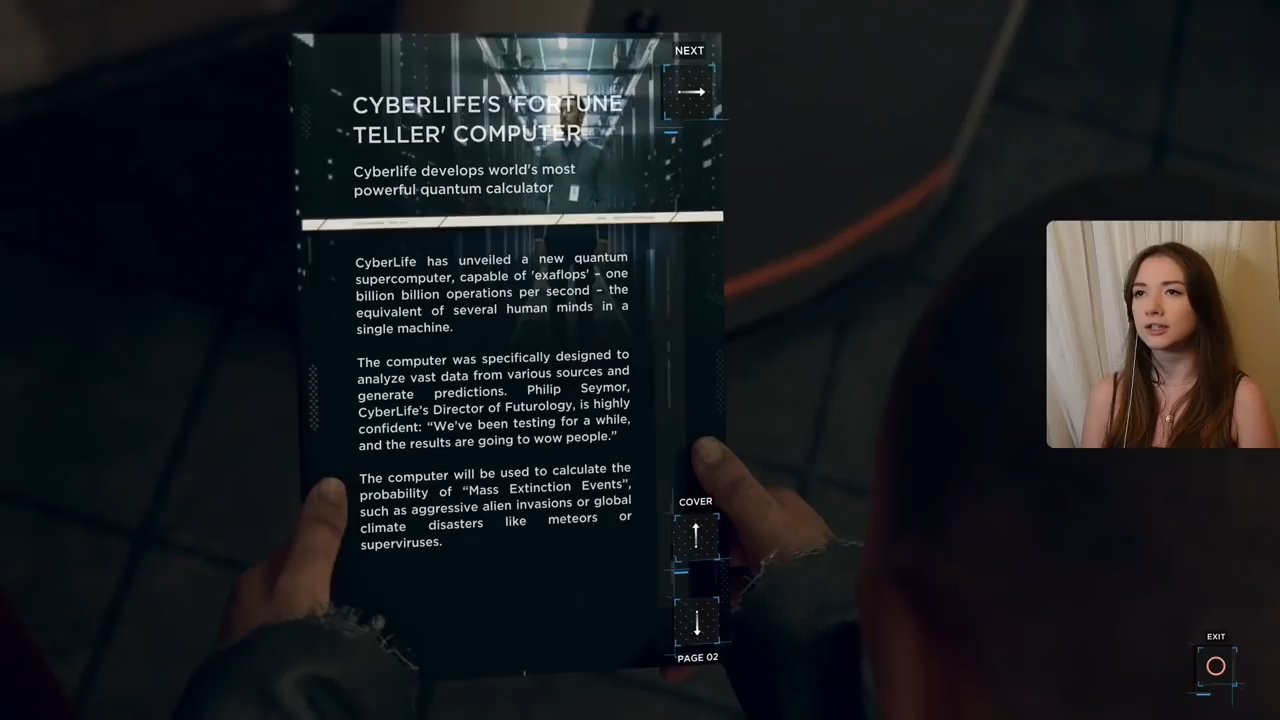 NEXT
CYBERLIFE'S 'FORTUNE
TELLER' COMPUTER
Cyberlife develops world's most
powerful quantum calculator
CyberLife has unveiled a new quantum
supercomputer, capable of 'exaflops' – one
billion billion operations per second – the
equivalent of several human minds in a
single machine.
The computer was specifically designed to
analyze vast data from various sources and
generate predictions. Philip Seymor,
CyberLife's Director of Futurology, is highly
confident: “We've been testing for a while,
and the results are going to wow people.”
The computer will be used to calculate the
probability of “Mass Extinction Events”,
such as aggressive alien invasions or global
climate disasters like meteors or
superviruses.
COVER
PAGE 02
EXIT